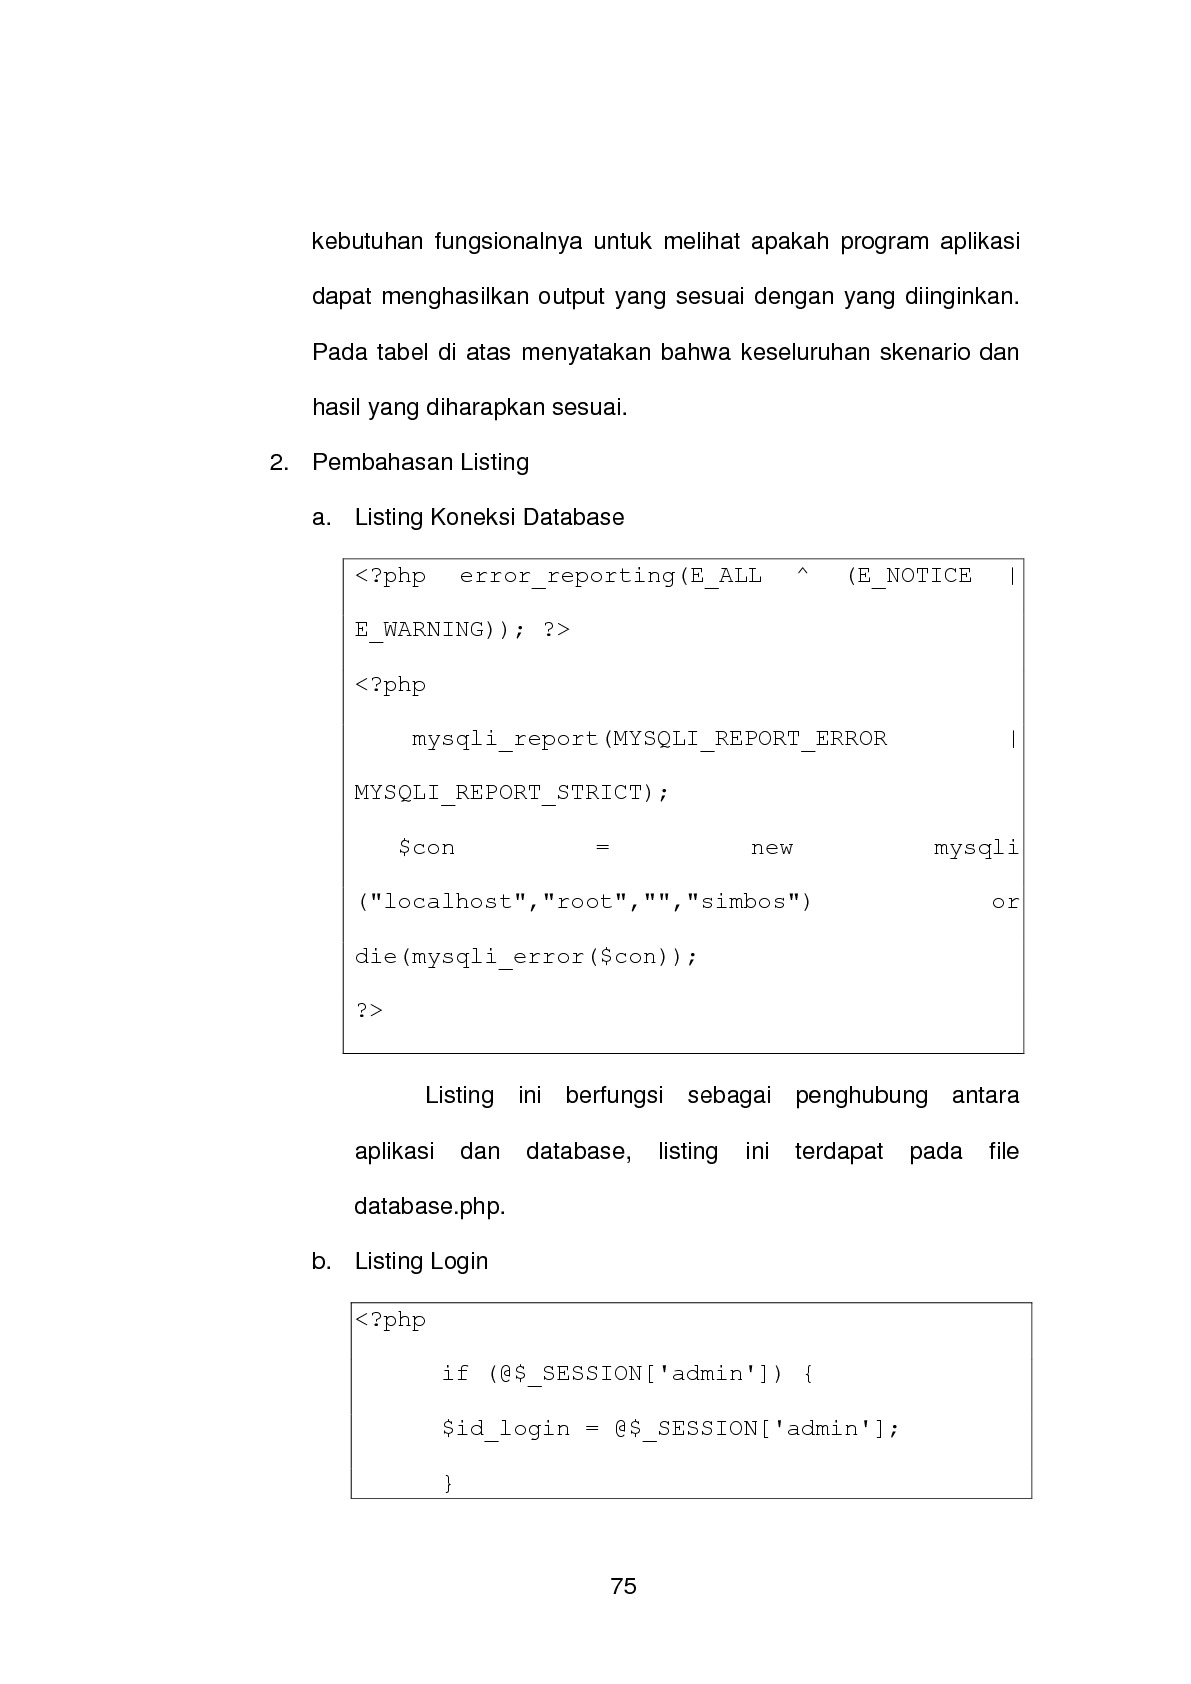 kebutuhan fungsionalnya untuk melihat apakah program aplikasi
dapat menghasilkan output yang sesuai dengan yang diinginkan.
Pada tabel di atas menyatakan bahwa keseluruhan skenario dan
hasil yang diharapkan sesuai.
2. Pembahasan Listing
a. Listing Koneksi Database
<?php error_reporting(E_ALL ^ (E_NOTICE |
E_WARNING)); ?>
<?php
mysqli_report(MYSQLI_REPORT_ERROR |
MYSQLI_REPORT_STRICT);
$con = new mysqli
("localhost","root","","simbos") or
die(mysqli_error($con));
?>
Listing ini berfungsi sebagai penghubung antara
aplikasi dan database, listing ini terdapat pada file
database.php.
b. Listing Login
<?php
if (@$_SESSION['admin']) {
$id_login = @$_SESSION['admin'];
}
75